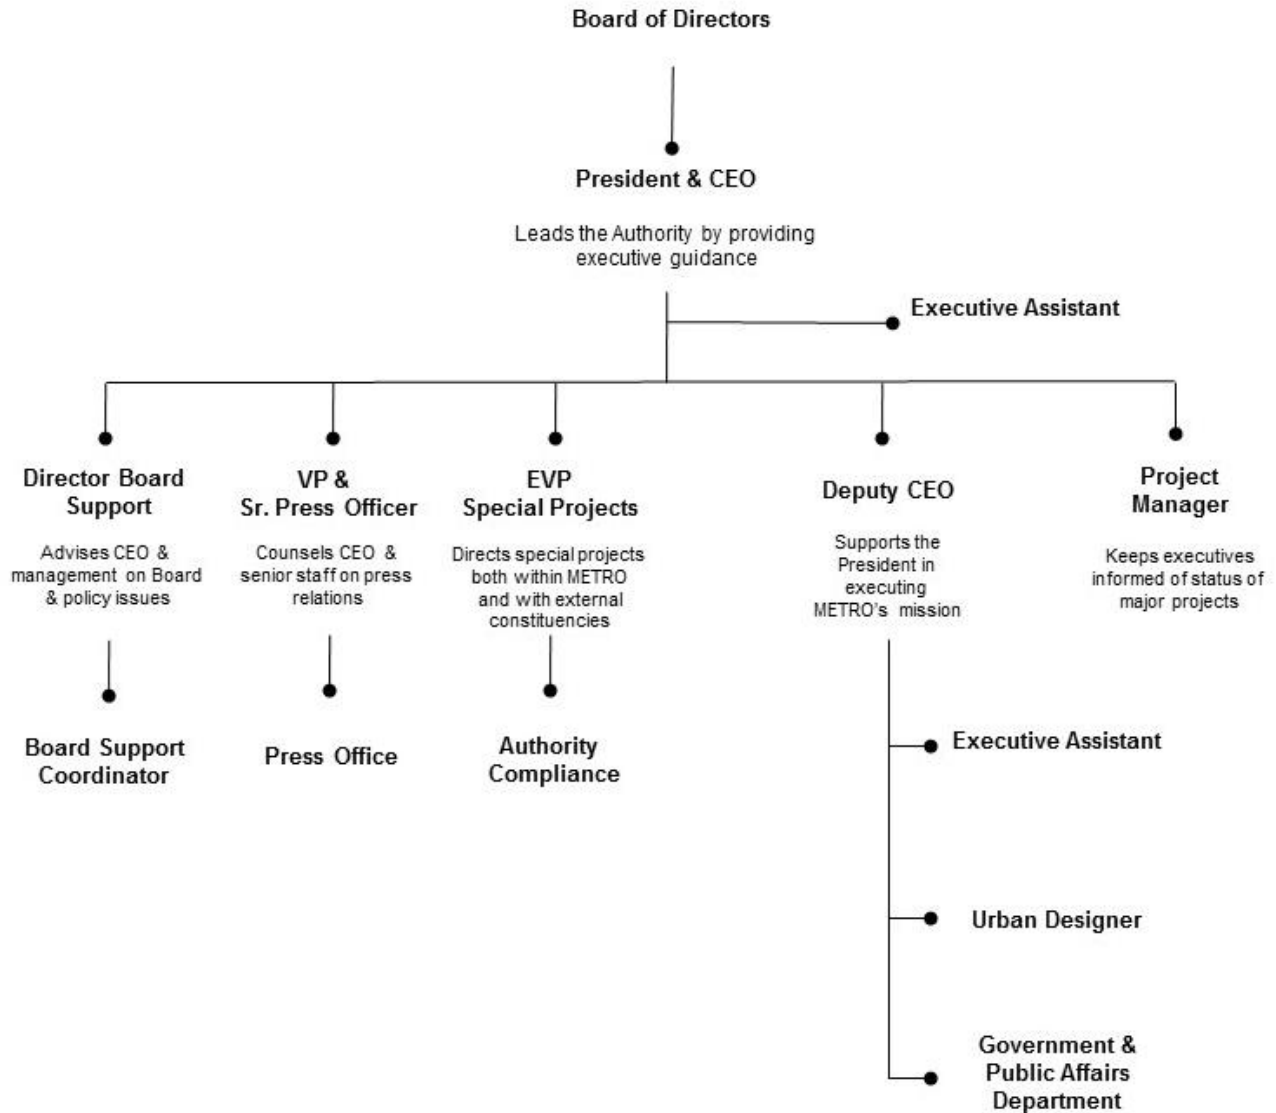 Board of Directors
President & CEO
Leads the Authority by providing
executive guidance
Executive Assistant
Director Board
Support
Advises CEO &
management on Board
& policy issues
VP &
Sr. Press Officer
Counsels CEO &
senior staff on press
relations
EVP
Special Projects
Directs special projects
both within METRO
and with external
constituencies
Deputy CEO
Supports the
President in
executing
METRO's mission
Project
Manager
Keeps executives
informed of status of
major projects
Board Support
Coordinator
Press Office
Authority
Compliance
Executive Assistant
Urban Designer
Government &
Public Affairs
Department